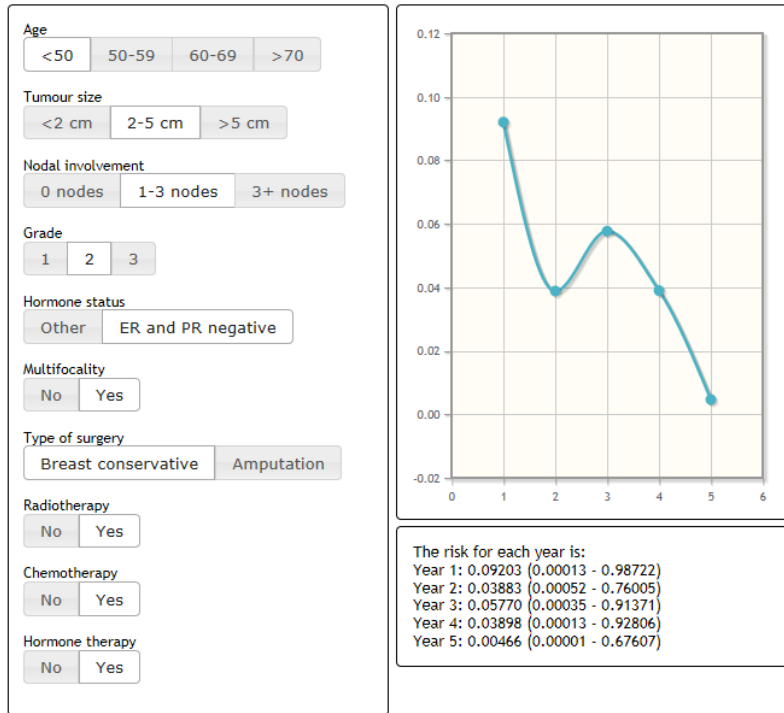 Age
<50 50-59 60-69 >70
Tumour size
<2 cm 2-5 cm >5 cm
Nodal involvement
0 nodes 1-3 nodes 3+ nodes
Grade
1 2 3
Hormone status
Other ER and PR negative
Multifocality
No Yes
Type of surgery
Breast conservative Amputation
Radiotherapy
No Yes
Chemotherapy
No Yes
Hormone therapy
No Yes
0.12
0.10
0.08
0.06
0.04
0.02
0.00
-0.02
0 1 2 3 4 5 6
The risk for each year is:
Year 1: 0.09203 (0.00013 - 0.98722)
Year 2: 0.03883 (0.00052 - 0.76005)
Year 3: 0.05770 (0.00035 - 0.91371)
Year 4: 0.03898 (0.00013 - 0.92806)
Year 5: 0.00466 (0.00001 - 0.67607)